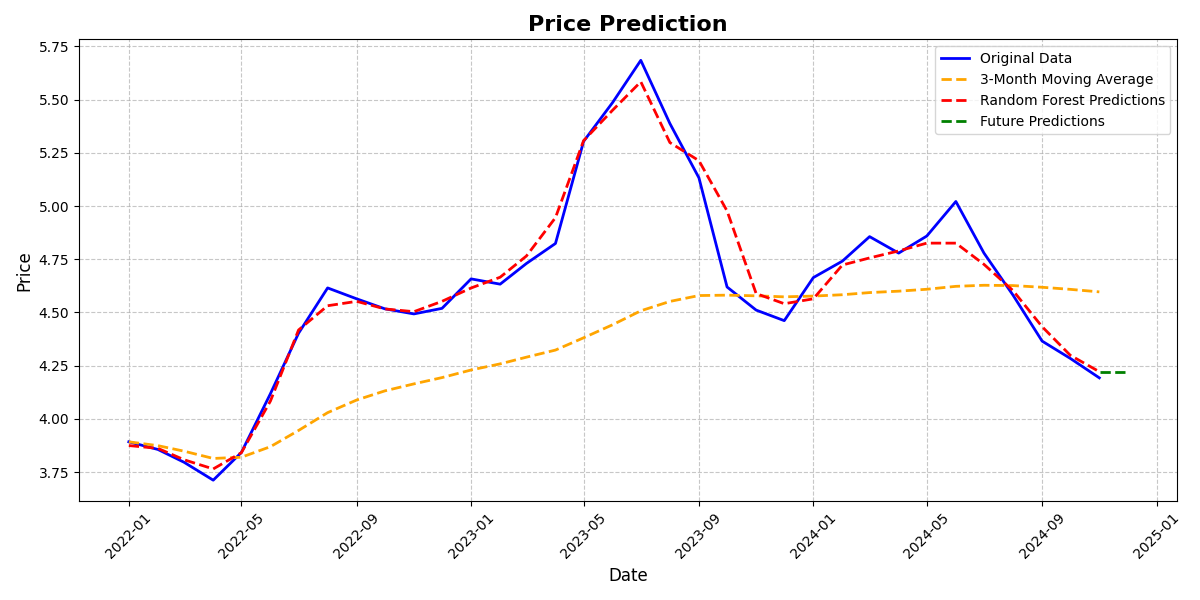 Price Prediction
Original Data
3-Month Moving Average
Random Forest Predictions
Future Predictions
Price
5.75
5.50
5.25
5.00
4.75
4.50
4.25
4.00
3.75
2022-01
2022-05
2022-09
2023-01
2023-05
2023-09
2024-01
2024-05
2024-09
2025-01
Date